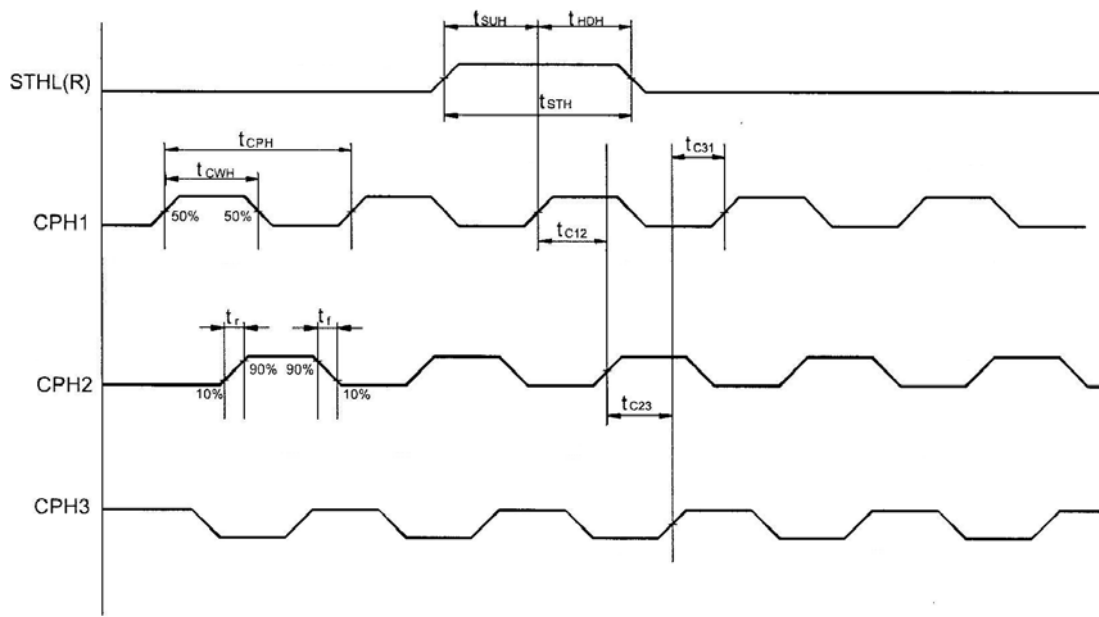 tSUH tHDH
STHL(R)
tSTH
tCPH
tC31
tCWH
50% 50%
CPH1
tC12
tr tf
90% 90%
CPH2
10% 10%
tC23
CPH3